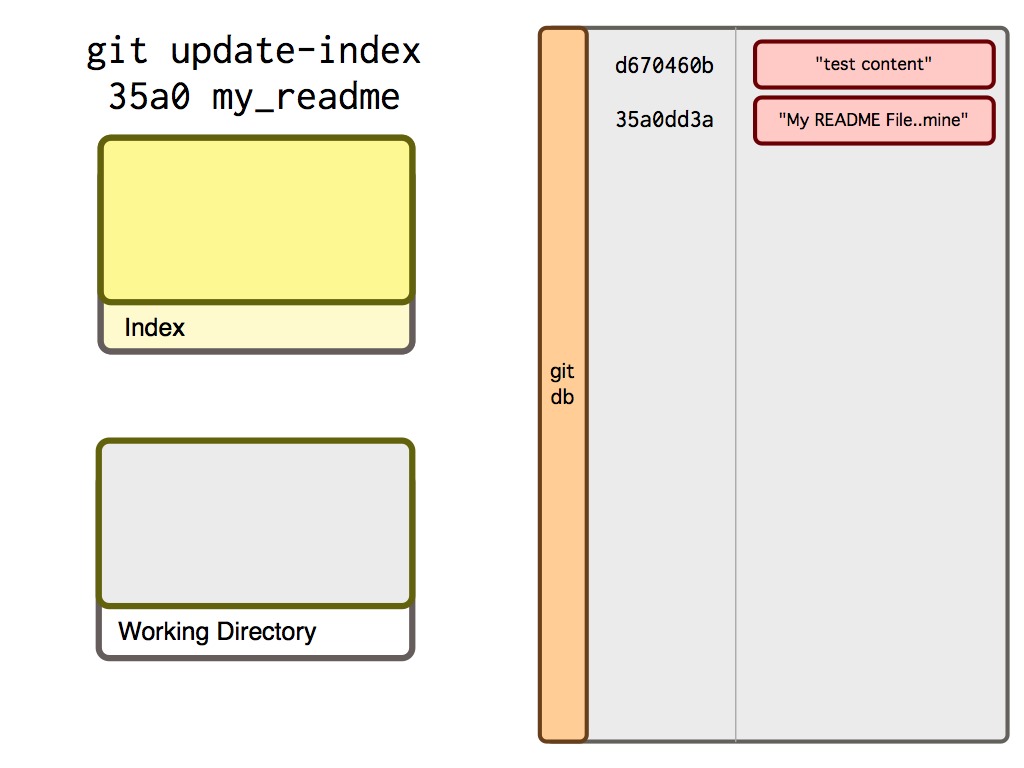 git update-index
35a0 my_readme
Index
Working Directory
git
db
d670460b
"test content"
35a0dd3a
"My README File..mine"